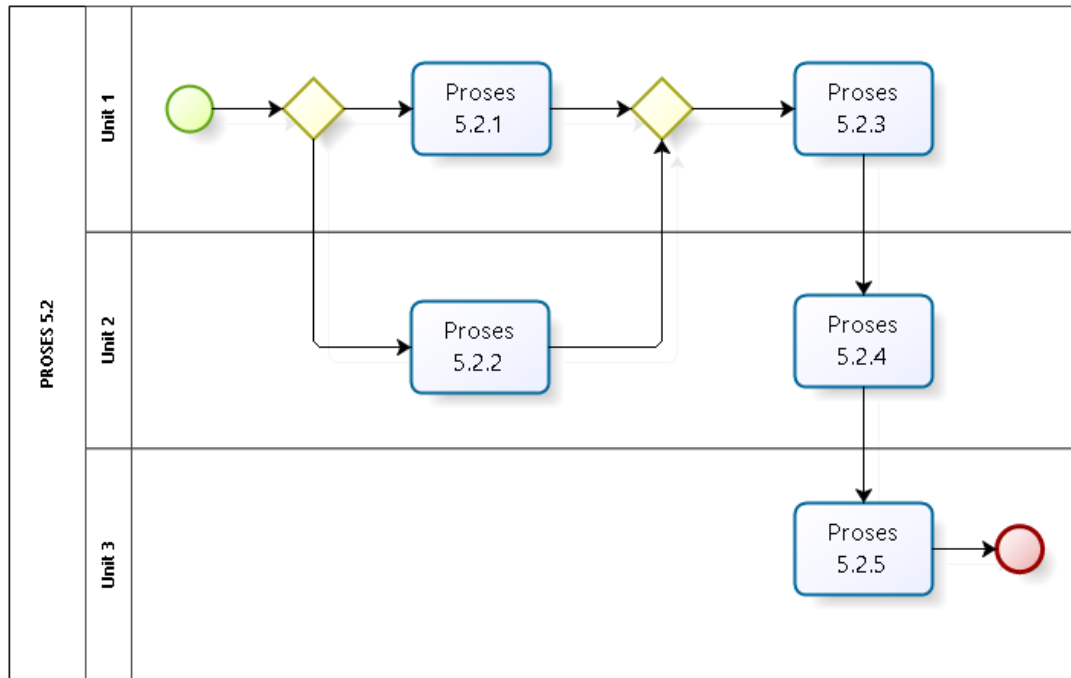 PROSES 5.2
Unit 1
Proses
5.2.1
Proses
5.2.3
Unit 2
Proses
5.2.2
Proses
5.2.4
Unit 3
Proses
5.2.5